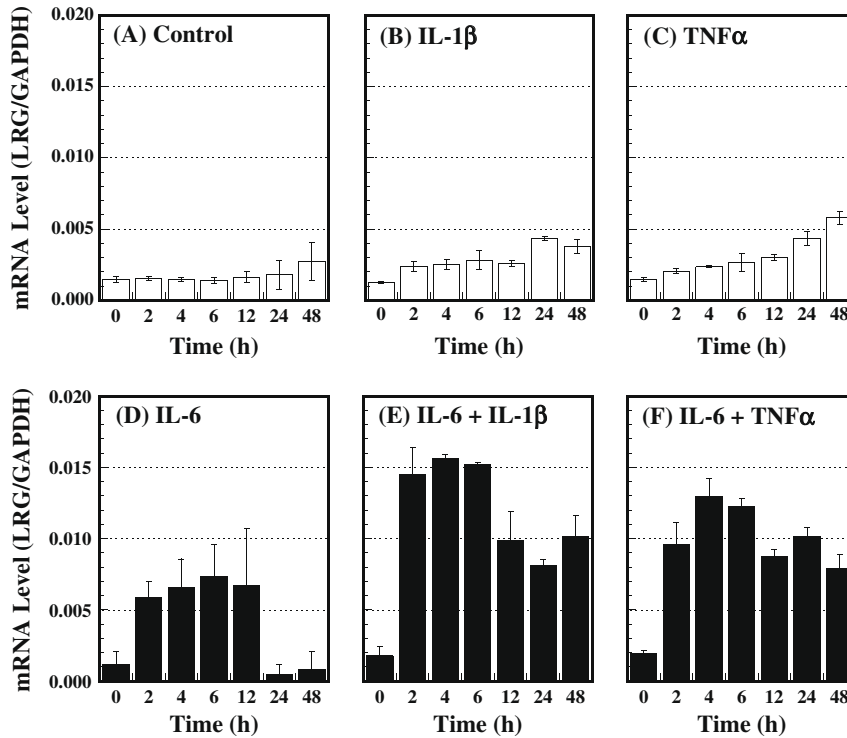 mRNA Level (LRG/GAPDH)
(A) Control
(B) IL-1β
(C) TNFα
0.020
0.015
0.010
0.005
0.000
0 2 4 6 12 24 48
0 2 4 6 12 24 48
0 2 4 6 12 24 48
Time (h)
Time (h)
Time (h)
mRNA Level (LRG/GAPDH)
(D) IL-6
(E) IL-6 + IL-1β
(F) IL-6 + TNFα
0.020
0.015
0.010
0.005
0.000
0 2 4 6 12 24 48
0 2 4 6 12 24 48
0 2 4 6 12 24 48
Time (h)
Time (h)
Time (h)